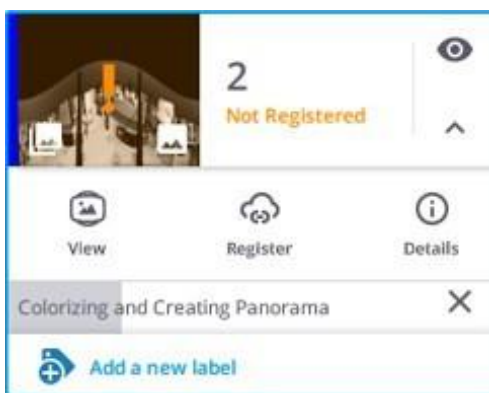 2
Not Registered
View
Register
Details
Colorizing and Creating Panorama
Add a new label